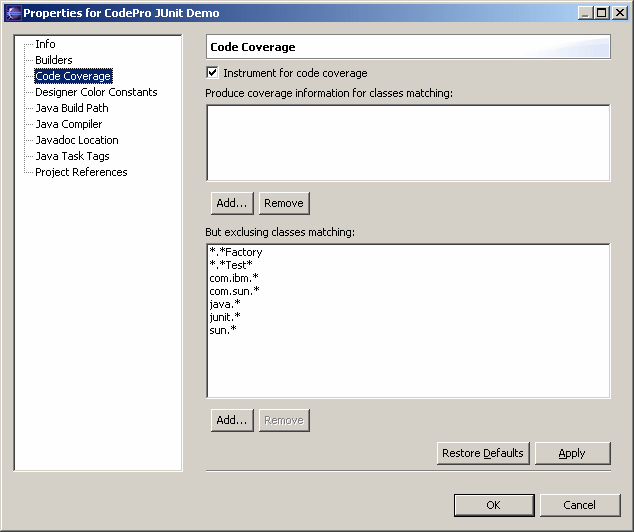 Properties for CodePro JUnit Demo
Info
Builders
Code Coverage
Designer Color Constants
Java Build Path
Java Compiler
Javadoc Location
Java Task Tags
Project References
Code Coverage
Instrument for code coverage
Produce coverage information for classes matching:
Add... Remove
But exclusing classes matching:
*.*Factory
*.*Test*
com.ibm.*
com.sun.*
java.*
junit.*
sun.*
Add... Remove
Restore Defaults Apply
OK Cancel